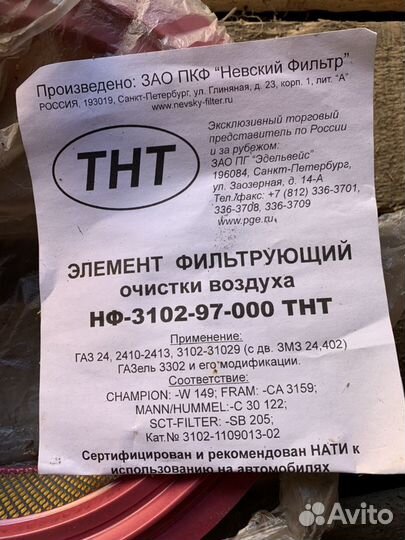 Произведено: ЗАО ПКФ "Невский Фильтр"
РОССИЯ, 193019, Санкт-Петербург, ул. Глиняная, д. 23, корп. 1, лит. "А"
www.nevsky-filter.ru
ТНТ
Эксклюзивный торговый
представитель по России
и за рубежом:
ЗАО ПГ "Эдельвейс"
196084, Санкт-Петербург,
ул. Заозерная, д. 14-А
Тел./факс: +7 (812) 336-3701,
336-3708, 336-3709
www.pge.ru
ЭЛЕМЕНТ ФИЛЬТРУЮЩИЙ
очистки воздуха
НФ-3102-97-000 ТНТ
Применение:
ГАЗ 24, 2410-2413, 3102-31029 (с дв. ЗМЗ 24,402)
ГАЗель 3302 и его модификации.
Соответствие:
CHAMPION: -W 149; FRAM: -CA 3159;
MANN/HUMMEL:-C 30 122;
SCT-FILTER: -SB 205;
Кат.№ 3102-1109013-02
Сертифицирован и рекомендован НАТИ к
использованию на автомобилях
Avito